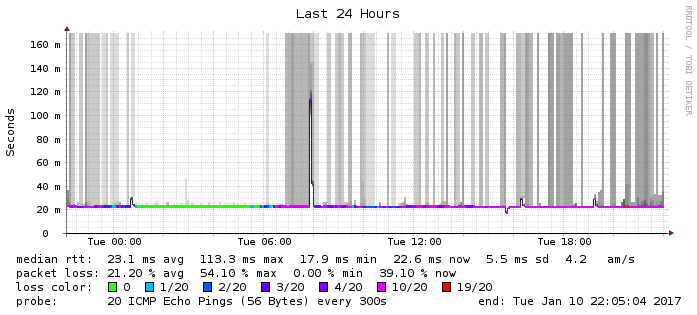 Last 24 Hours
RRDTOOL / TOBI OETIKER
Seconds
160 m
140 m
120 m
100 m
80 m
60 m
40 m
20 m
0
Tue 00:00 Tue 06:00 Tue 12:00 Tue 18:00
median rtt: 23.1 ms avg 113.3 ms max 17.9 ms min 22.6 ms now 5.5 ms sd 4.2 am/s
packet loss: 21.20 % avg 54.10 % max 0.00 % min 39.10 % now
loss color: 0 1/20 2/20 3/20 4/20 10/20 19/20
probe: 20 ICMP Echo Pings (56 Bytes) every 300s end: Tue Jan 10 22:05:04 2017